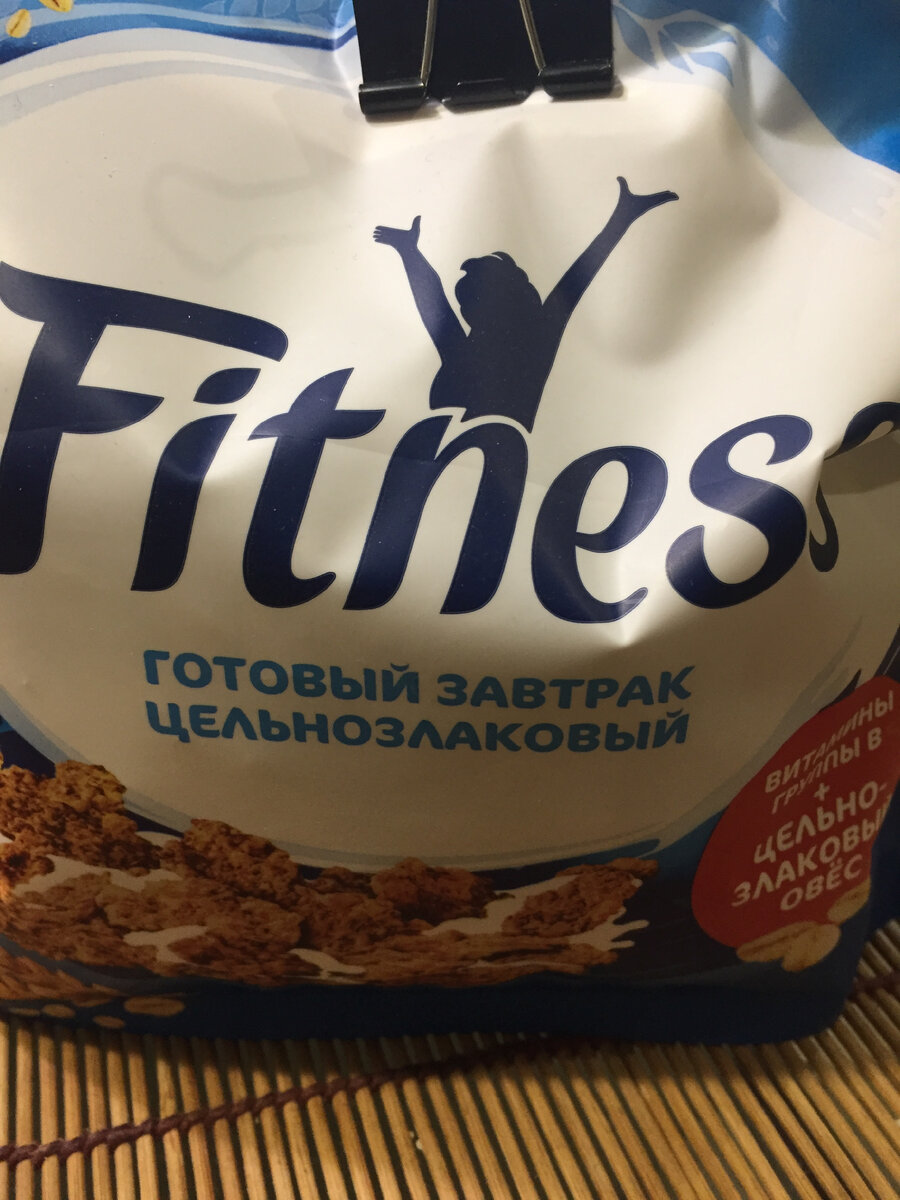 Fitness
ГОТОВЫЙ ЗАВТРАК
ЦЕЛЬНОЗЛАКОВЫЙ
ВИТАМИНЫ
ГРУППЫ В
+
ЦЕЛЬНО-
ЗЛАКОВЫЙ
ОВЁС